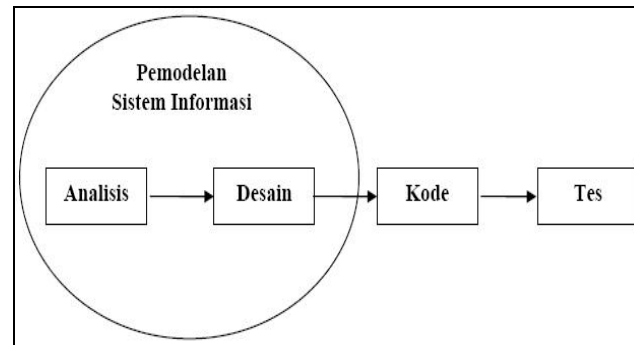 Pemodelan
Sistem Informasi
Analisis
Desain
Kode
Tes